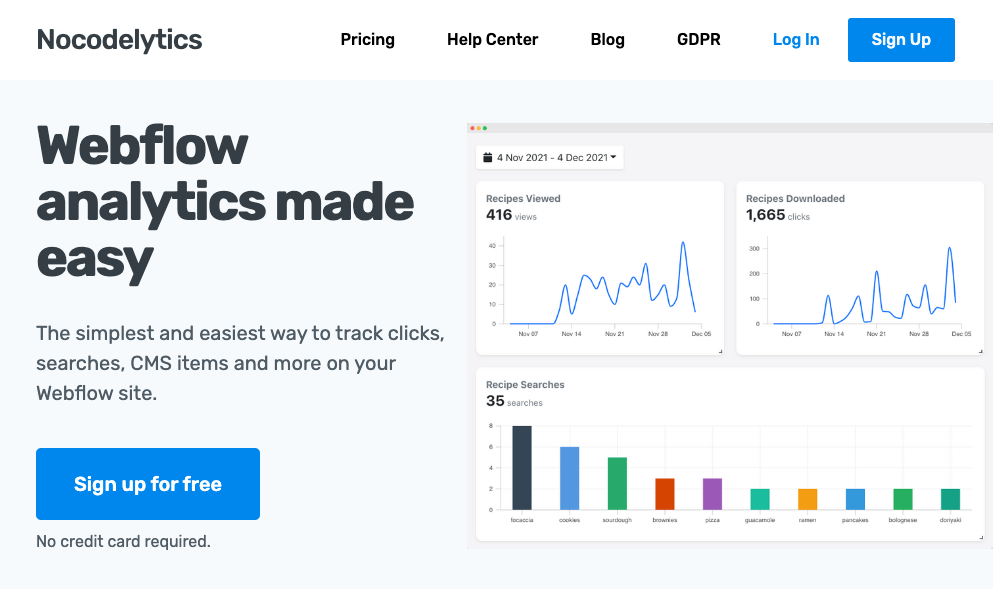 Nocodelytics
Pricing
Help Center
Blog
GDPR
Log In
Sign Up
Webflow
analytics made
easy
The simplest and easiest way to track clicks,
searches, CMS items and more on your
Webflow site.
Sign up for free
No credit card required.
4 Nov 2021 - 4 Dec 2021
Recipes Viewed
416 views
40
30
20
10
0
Nov 07 Nov 14 Nov 21 Nov 28 Dec 05
Recipes Downloaded
1,665 clicks
300
200
100
0
Nov 07 Nov 14 Nov 21 Nov 28 Dec 05
Recipe Searches
35 searches
8
6
4
2
0
focaccia cookies sourdough brownies pizza guacamole ramen pancakes bolognese doriyaki